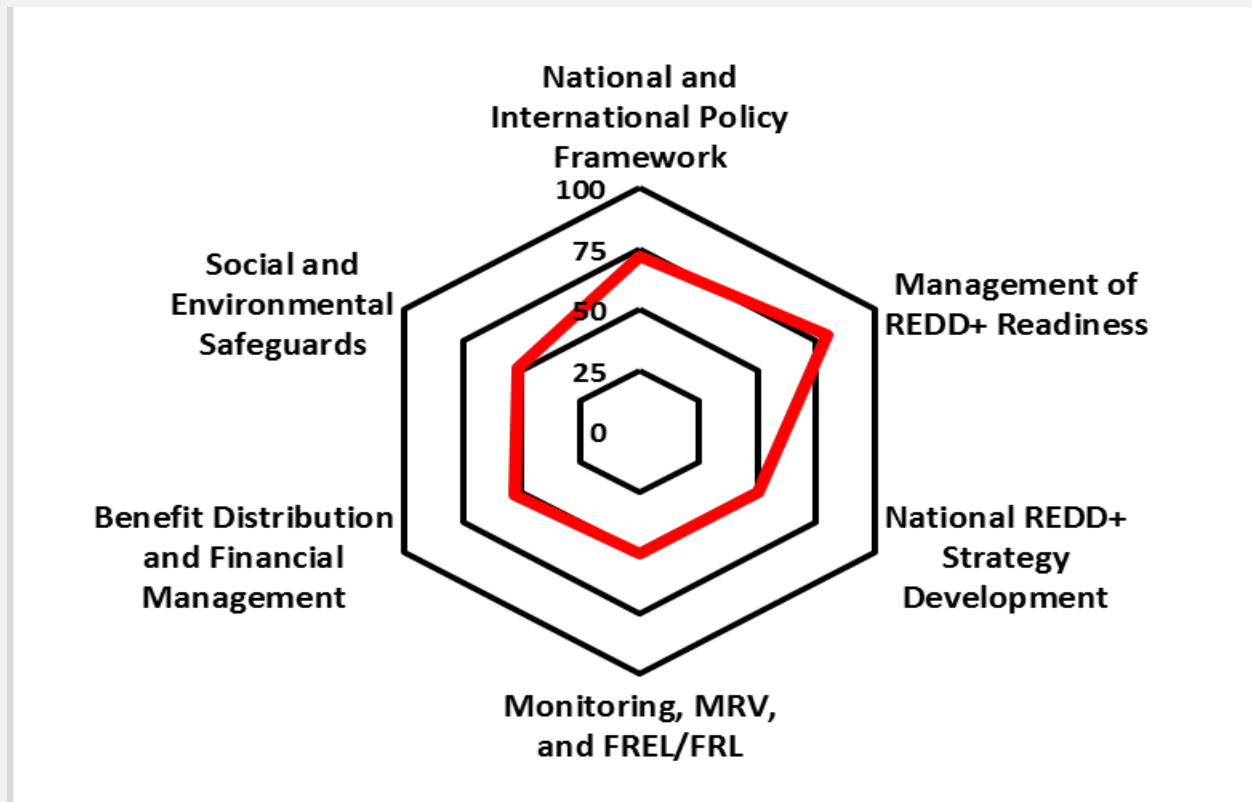 National and
International Policy
Framework
100
75
50
25
0
Management of
REDD+ Readiness
National REDD+
Strategy
Development
Monitoring, MRV,
and FREL/FRL
Benefit Distribution
and Financial
Management
Social and
Environmental
Safeguards